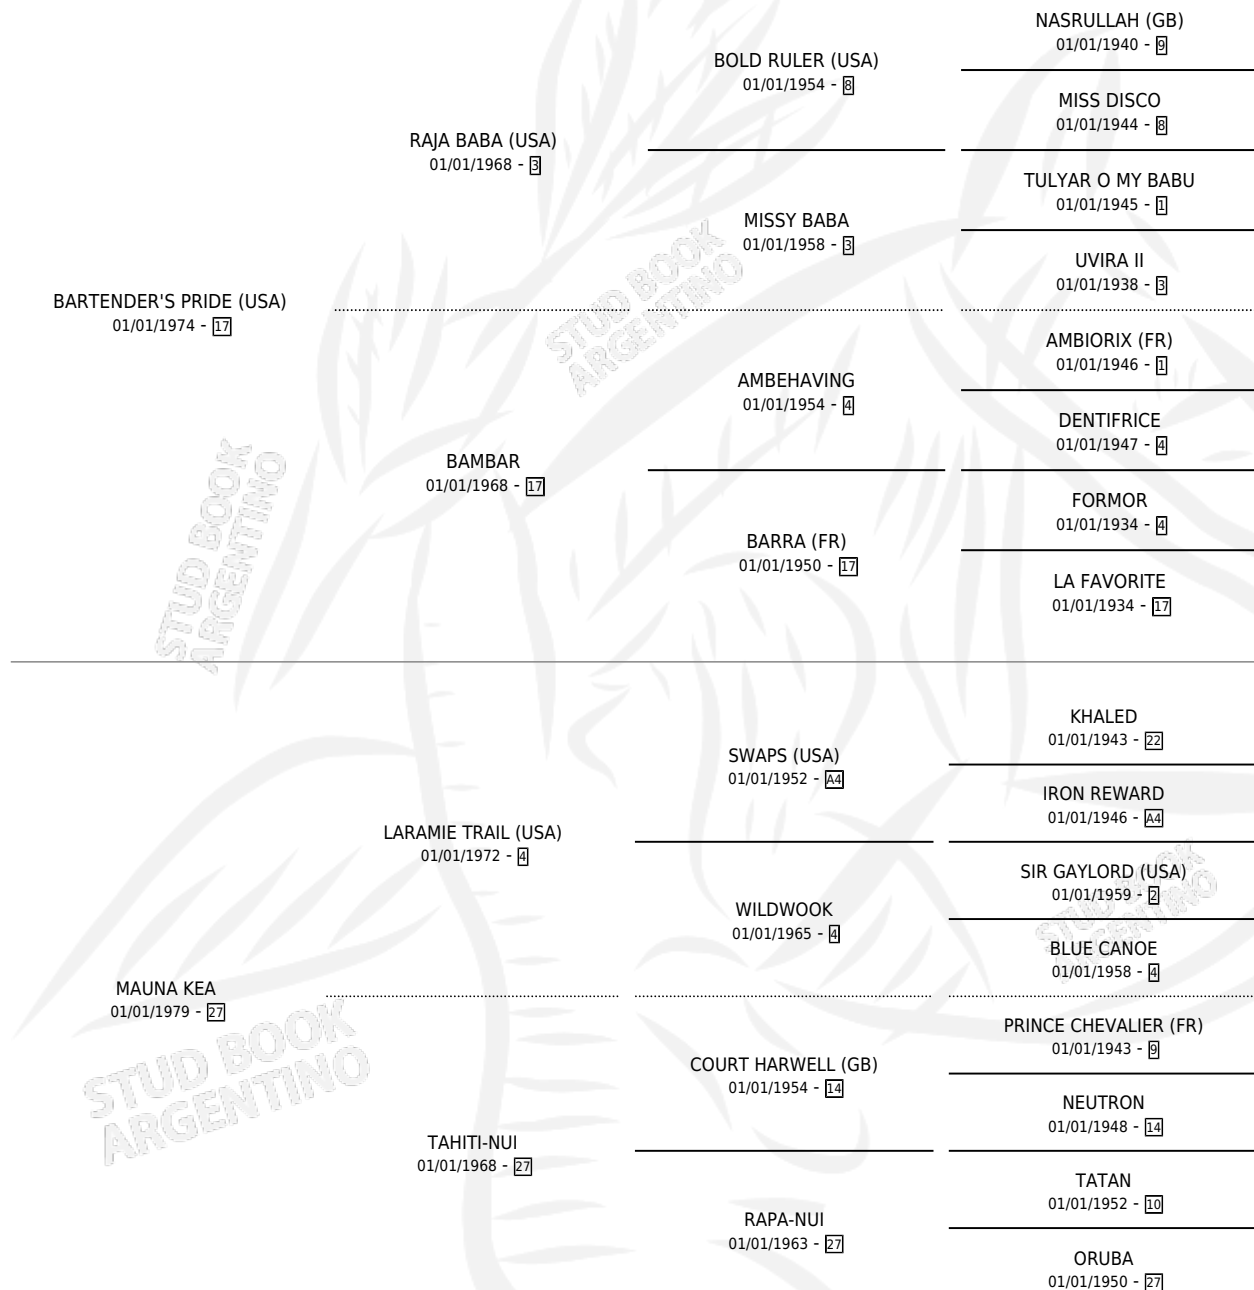 NASRULLAH (GB)
01/01/1940 - 9
BOLD RULER (USA)
01/01/1954 - 8
MISS DISCO
01/01/1944 - 8
RAJA BABA (USA)
01/01/1968 - 3
TULYAR O MY BABU
01/01/1945 - 1
MISSY BABA
01/01/1958 - 3
UVIRA II
01/01/1938 - 3
BARTENDER'S PRIDE (USA)
01/01/1974 - 17
AMBIORIX (FR)
01/01/1946 - 1
AMBEHAVING
01/01/1954 - 4
DENTIFRICE
01/01/1947 - 4
BAMBAR
01/01/1968 - 17
FORMOR
01/01/1934 - 4
BARRA (FR)
01/01/1950 - 17
LA FAVORITE
01/01/1934 - 17
KHALED
01/01/1943 - 22
SWAPS (USA)
01/01/1952 - A4
IRON REWARD
01/01/1946 - A4
LARAMIE TRAIL (USA)
01/01/1972 - 4
SIR GAYLORD (USA)
01/01/1959 - 2
WILDWOOK
01/01/1965 - 4
BLUE CANOE
01/01/1958 - 4
MAUNA KEA
01/01/1979 - 27
PRINCE CHEVALIER (FR)
01/01/1943 - 9
COURT HARWELL (GB)
01/01/1954 - 14
NEUTRON
01/01/1948 - 14
TAHITI-NUI
01/01/1968 - 27
TATAN
01/01/1952 - 10
RAPA-NUI
01/01/1963 - 27
ORUBA
01/01/1950 - 27
STUD BOOK
ARGENTINO
STUD BOOK
ARGENTINO
STUD BOOK
ARGENTINO
STUD BOOK
ARGENTINO